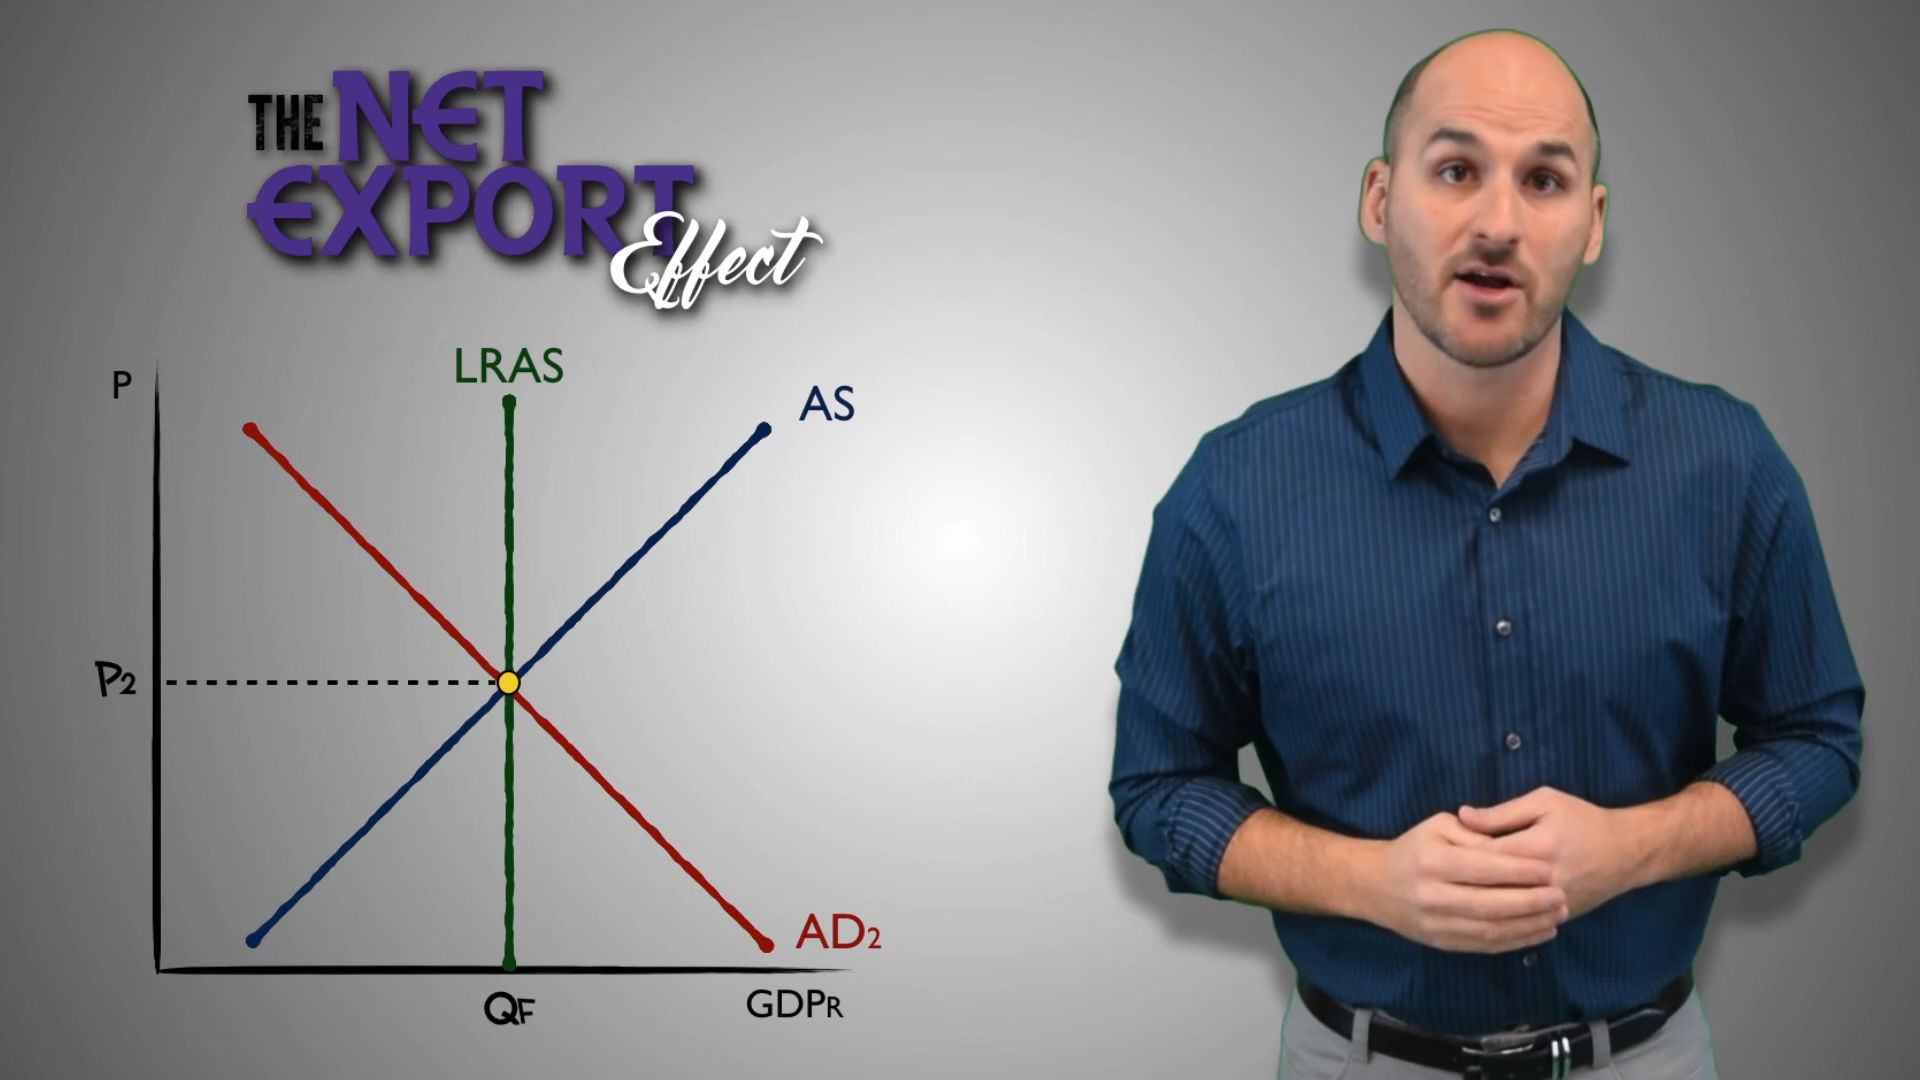 THE NET
EXPORT
Effect
P
LRAS
AS
P2
AD2
QF
GDPR